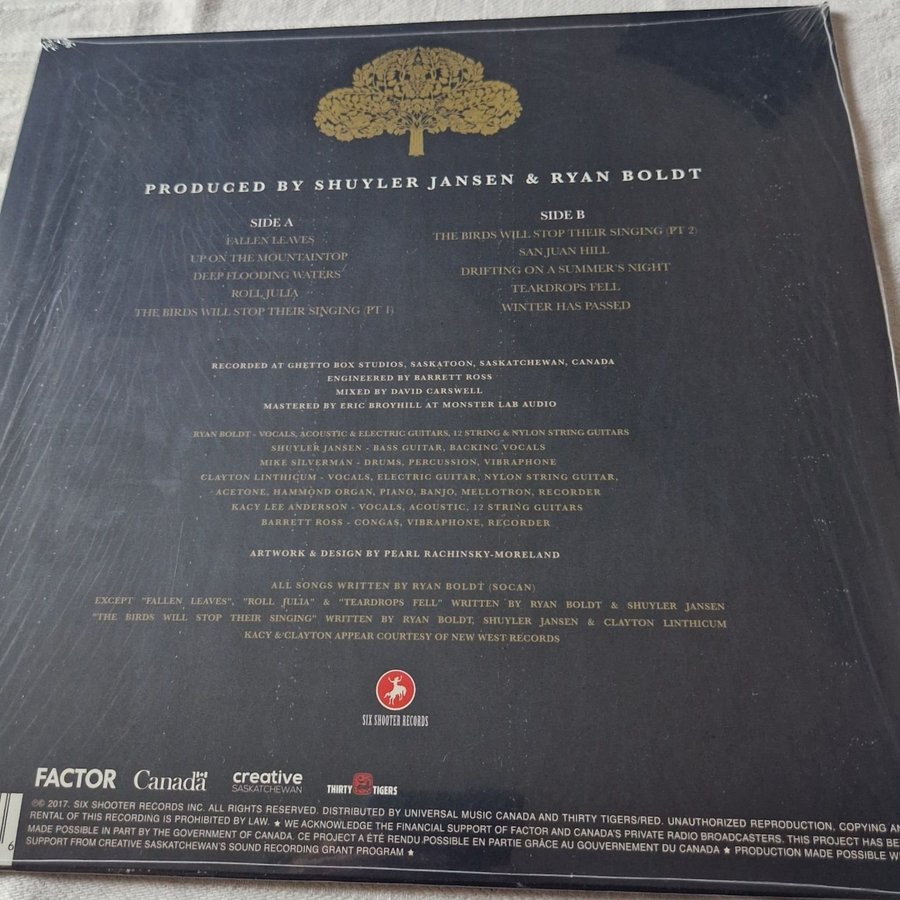 PRODUCED BY SHUYLER JANSEN & RYAN BOLDT
SIDE A
FALLEN LEAVES
UP ON THE MOUNTAINTOP
DEEP FLOODING WATERS
ROLL JULIA
THE BIRDS WILL STOP THEIR SINGING (PT 1)
SIDE B
THE BIRDS WILL STOP THEIR SINGING (PT 2)
SAN JUAN HILL
DRIFTING ON A SUMMER'S NIGHT
TEARDROPS FELL
WINTER HAS PASSED
RECORDED AT GHETTO BOX STUDIOS, SASKATOON, SASKATCHEWAN, CANADA
ENGINEERED BY BARRETT ROSS
MIXED BY DAVID CARSWELL
MASTERED BY ERIC BROYHILL AT MONSTER LAB AUDIO
RYAN BOLDT - VOCALS, ACOUSTIC & ELECTRIC GUITARS, 12 STRING & NYLON STRING GUITARS
SHUYLER JANSEN - BASS GUITAR, BACKING VOCALS
MIKE SILVERMAN - DRUMS, PERCUSSION, VIBRAPHONE
CLAYTON LINTHICUM - VOCALS, ELECTRIC GUITAR, NYLON STRING GUITAR,
ACETONE, HAMMOND ORGAN, PIANO, BANJO, MELLOTRON, RECORDER
KACY LEE ANDERSON - VOCALS, ACOUSTIC, 12 STRING GUITARS
BARRETT ROSS - CONGAS, VIBRAPHONE, RECORDER
ARTWORK & DESIGN BY PEARL RACHINSKY-MORELAND
ALL SONGS WRITTEN BY RYAN BOLDT (SOCAN)
EXCEPT "FALLEN LEAVES", "ROLL JULIA" & "TEARDROPS FELL" WRITTEN BY RYAN BOLDT & SHUYLER JANSEN
"THE BIRDS WILL STOP THEIR SINGING" WRITTEN BY RYAN BOLDT, SHUYLER JANSEN & CLAYTON LINTHICUM
KACY & CLAYTON APPEAR COURTESY OF NEW WEST RECORDS
SIX SHOOTER RECORDS
FACTOR
Canada
creative
SASKATCHEWAN
THIRTY TIGERS
℗© 2017. SIX SHOOTER RECORDS INC. ALL RIGHTS RESERVED. DISTRIBUTED BY UNIVERSAL MUSIC CANADA AND THIRTY TIGERS/RED. UNAUTHORIZED REPRODUCTION, COPYING AN
RENTAL OF THIS RECORDING IS PROHIBITED BY LAW. ★ WE ACKNOWLEDGE THE FINANCIAL SUPPORT OF FACTOR AND CANADA'S PRIVATE RADIO BROADCASTERS. THIS PROJECT HAS BE
MADE POSSIBLE IN PART BY THE GOVERNMENT OF CANADA. CE PROJECT A ÉTÉ RENDU POSSIBLE EN PARTIE GRÂCE AU GOUVERNEMENT DU CANADA ★ PRODUCTION MADE POSSIBLE W
SUPPORT FROM CREATIVE SASKATCHEWAN'S SOUND RECORDING GRANT PROGRAM ★
6